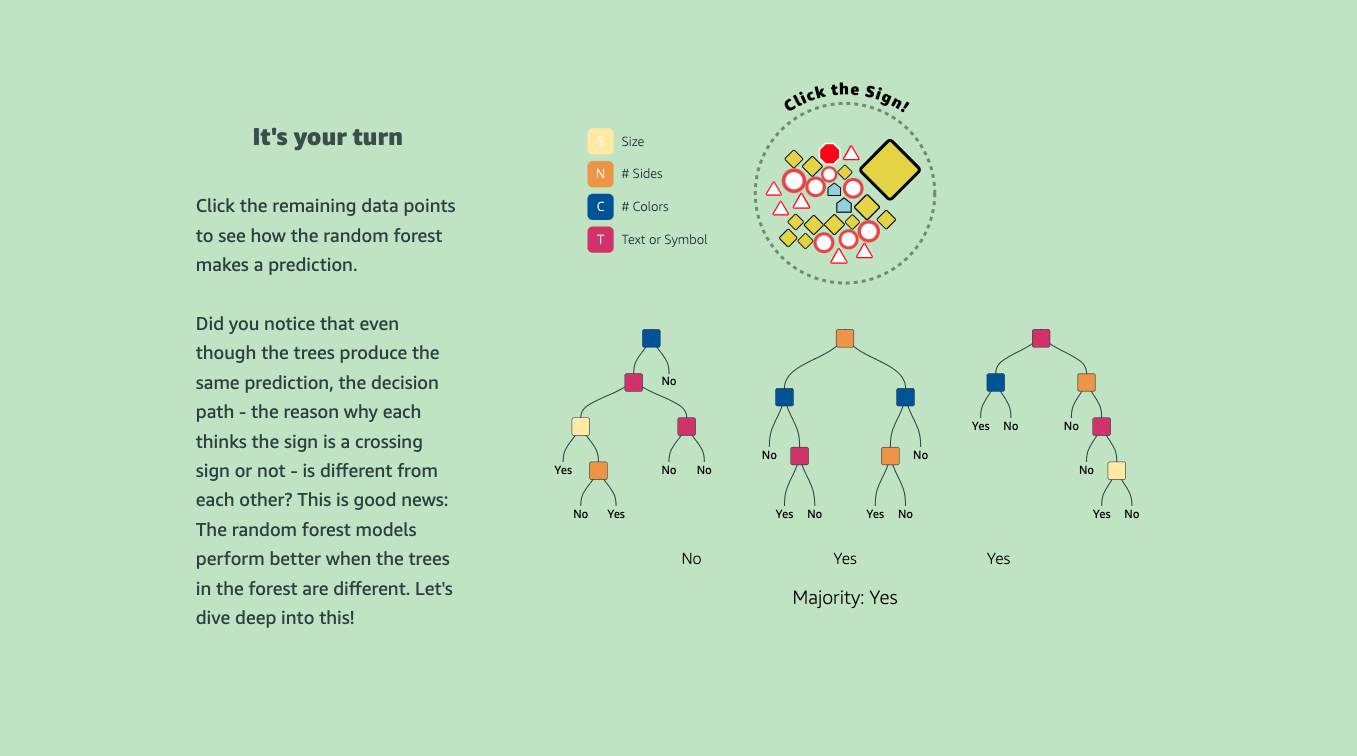 Click the Sign!
It's your turn
S Size
N # Sides
C # Colors
T Text or Symbol
Click the remaining data points
to see how the random forest
makes a prediction.
Did you notice that even
though the trees produce the
same prediction, the decision
path - the reason why each
thinks the sign is a crossing
sign or not - is different from
each other? This is good news:
The random forest models
perform better when the trees
in the forest are different. Let's
dive deep into this!
No
Yes
No
No
No
Yes
No
No
Yes
No
No
Yes
No
Yes
No
No
No
Yes
No
No Yes Yes
Majority: Yes